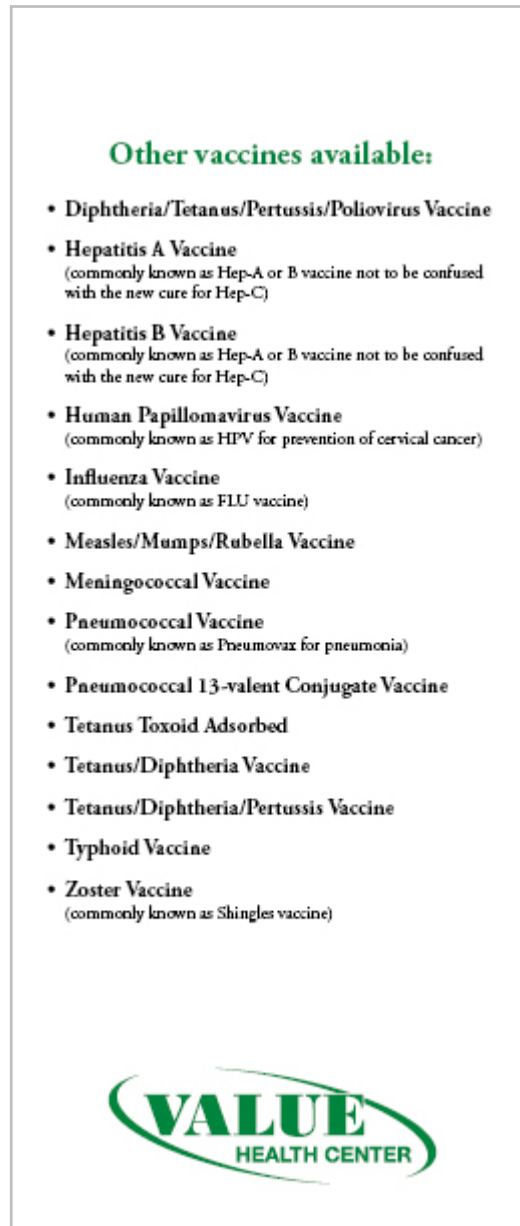 Other vaccines available:
• Diphtheria/Tetanus/Pertussis/Poliovirus Vaccine
• Hepatitis A Vaccine
(commonly known as Hep-A or B vaccine not to be confused
with the new cure for Hep-C)
• Hepatitis B Vaccine
(commonly known as Hep-A or B vaccine not to be confused
with the new cure for Hep-C)
• Human Papillomavirus Vaccine
(commonly known as HPV for prevention of cervical cancer)
• Influenza Vaccine
(commonly known as FLU vaccine)
• Measles/Mumps/Rubella Vaccine
• Meningococcal Vaccine
• Pneumococcal Vaccine
(commonly known as Pneumovax for pneumonia)
• Pneumococcal 13-valent Conjugate Vaccine
• Tetanus Toxoid Adsorbed
• Tetanus/Diphtheria Vaccine
• Tetanus/Diphtheria/Pertussis Vaccine
• Typhoid Vaccine
• Zoster Vaccine
(commonly known as Shingles vaccine)
VALUE
HEALTH CENTER